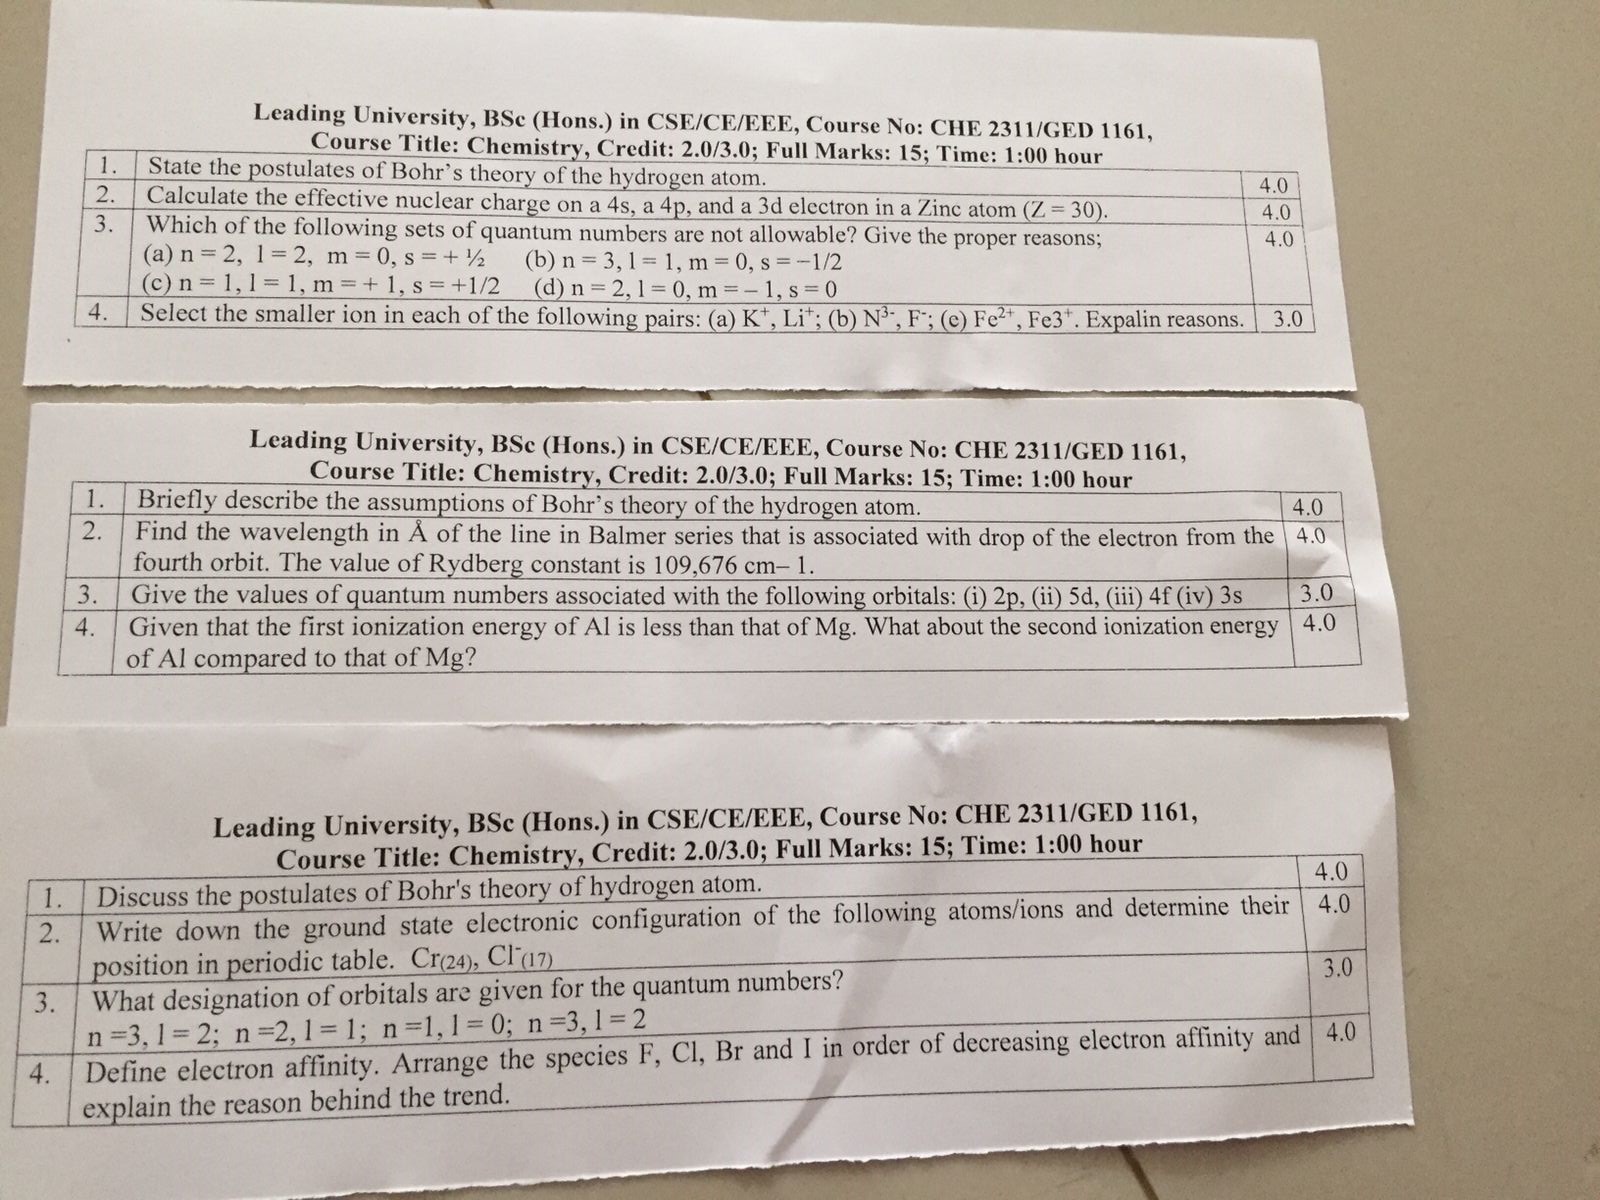 Leading University, BSc (Hons.) in CSE/CE/EEE, Course No: CHE 2311/GED 1161,
Course Title: Chemistry, Credit: 2.0/3.0; Full Marks: 15; Time: 1:00 hour
1. State the postulates of Bohr's theory of the hydrogen atom. 4.0
2. Calculate the effective nuclear charge on a 4s, a 4p, and a 3d electron in a Zinc atom (Z = 30). 4.0
3. Which of the following sets of quantum numbers are not allowable? Give the proper reasons; 4.0
(a) n = 2, l = 2, m = 0, s = + ½ (b) n = 3, l = 1, m = 0, s = −1/2
(c) n = 1, l = 1, m = + 1, s = +1/2 (d) n = 2, l = 0, m = – 1, s = 0
4. Select the smaller ion in each of the following pairs: (a) K⁺, Li⁺; (b) N³⁻, F⁻; (c) Fe²⁺, Fe3⁺. Expalin reasons. 3.0
Leading University, BSc (Hons.) in CSE/CE/EEE, Course No: CHE 2311/GED 1161,
Course Title: Chemistry, Credit: 2.0/3.0; Full Marks: 15; Time: 1:00 hour
1. Briefly describe the assumptions of Bohr's theory of the hydrogen atom. 4.0
2. Find the wavelength in Å of the line in Balmer series that is associated with drop of the electron from the 4.0
fourth orbit. The value of Rydberg constant is 109,676 cm– 1.
3. Give the values of quantum numbers associated with the following orbitals: (i) 2p, (ii) 5d, (iii) 4f (iv) 3s 3.0
4. Given that the first ionization energy of Al is less than that of Mg. What about the second ionization energy 4.0
of Al compared to that of Mg?
Leading University, BSc (Hons.) in CSE/CE/EEE, Course No: CHE 2311/GED 1161,
Course Title: Chemistry, Credit: 2.0/3.0; Full Marks: 15; Time: 1:00 hour
1. Discuss the postulates of Bohr's theory of hydrogen atom. 4.0
2. Write down the ground state electronic configuration of the following atoms/ions and determine their 4.0
position in periodic table. Cr(24), Cl⁻(17)
3. What designation of orbitals are given for the quantum numbers? 3.0
n =3, l = 2; n =2, l = 1; n =1, l = 0; n =3, l = 2
4. Define electron affinity. Arrange the species F, Cl, Br and I in order of decreasing electron affinity and 4.0
explain the reason behind the trend.